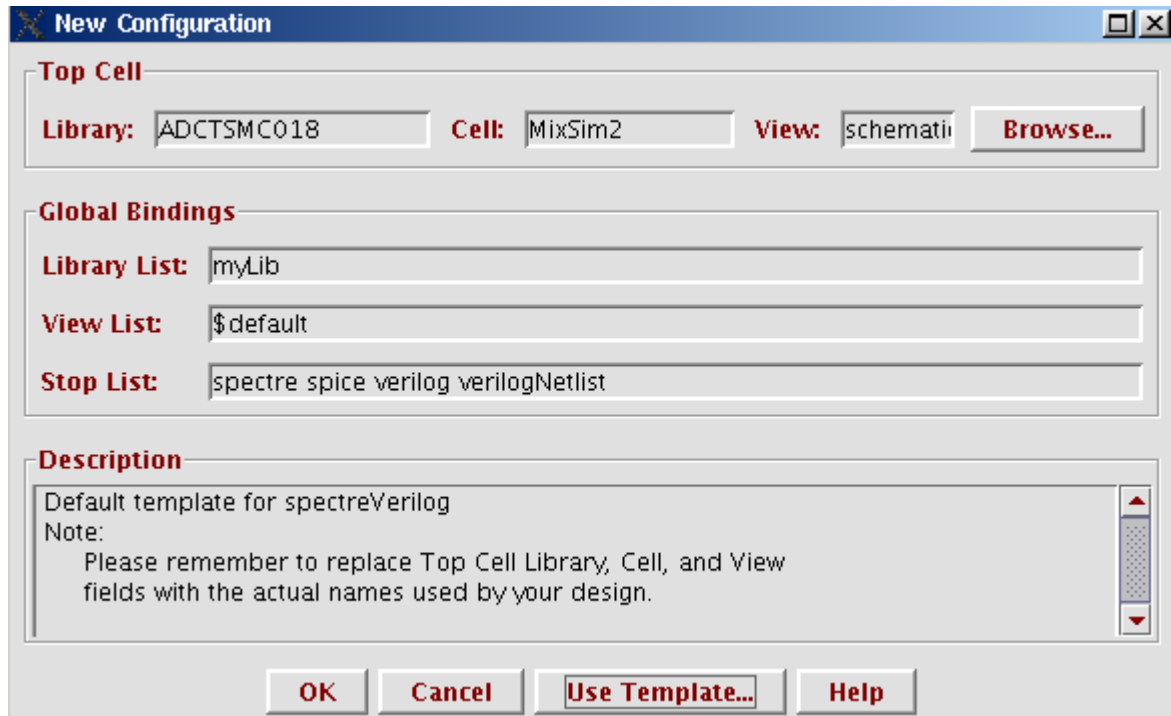 New Configuration
Top Cell
Library: ADCTSMC018 Cell: MixSim2 View: schemati Browse...
Global Bindings
Library List: myLib
View List: $default
Stop List: spectre spice verilog verilogNetlist
Description
Default template for spectreVerilog
Note:
Please remember to replace Top Cell Library, Cell, and View
fields with the actual names used by your design.
OK Cancel Use Template... Help